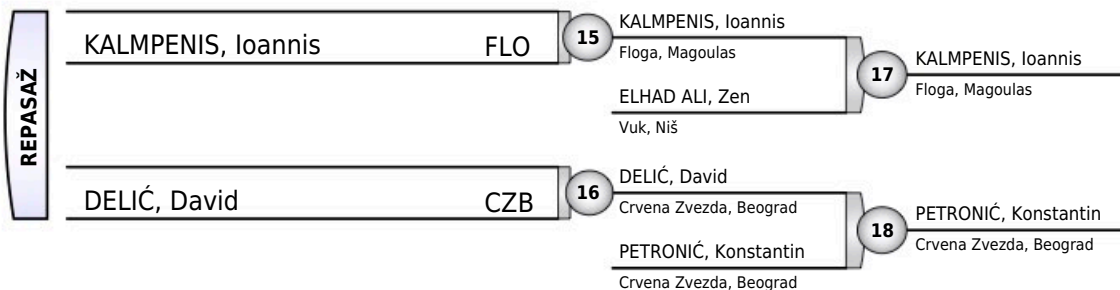 REPASAŽ
KALMPENIS, Ioannis FLO
15
KALMPENIS, Ioannis
Floga, Magoulas
ELHAD ALI, Zen
Vuk, Niš
17
KALMPENIS, Ioannis
Floga, Magoulas
DELIĆ, David CZB
16
DELIĆ, David
Crvena Zvezda, Beograd
PETRONIĆ, Konstantin
Crvena Zvezda, Beograd
18
PETRONIĆ, Konstantin
Crvena Zvezda, Beograd